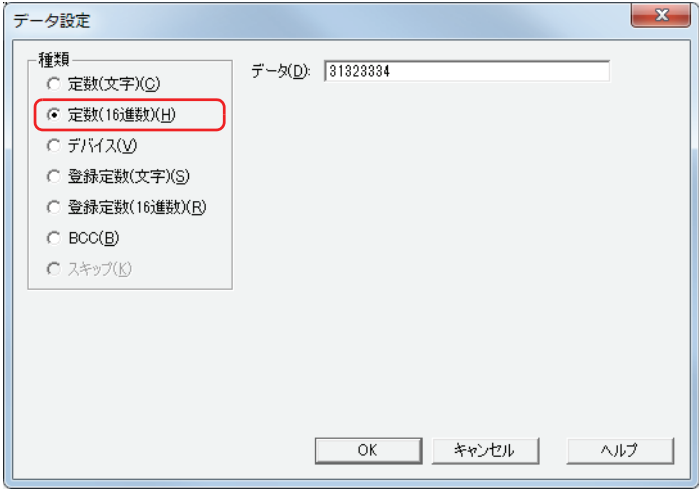 データ設定
種類
定数(文字)(C)
定数(16進数)(H)
デバイス(V)
登録定数(文字)(S)
登録定数(16進数)(R)
BCC(B)
スキップ(K)
データ(D): 31323334
OK キャンセル ヘルプ